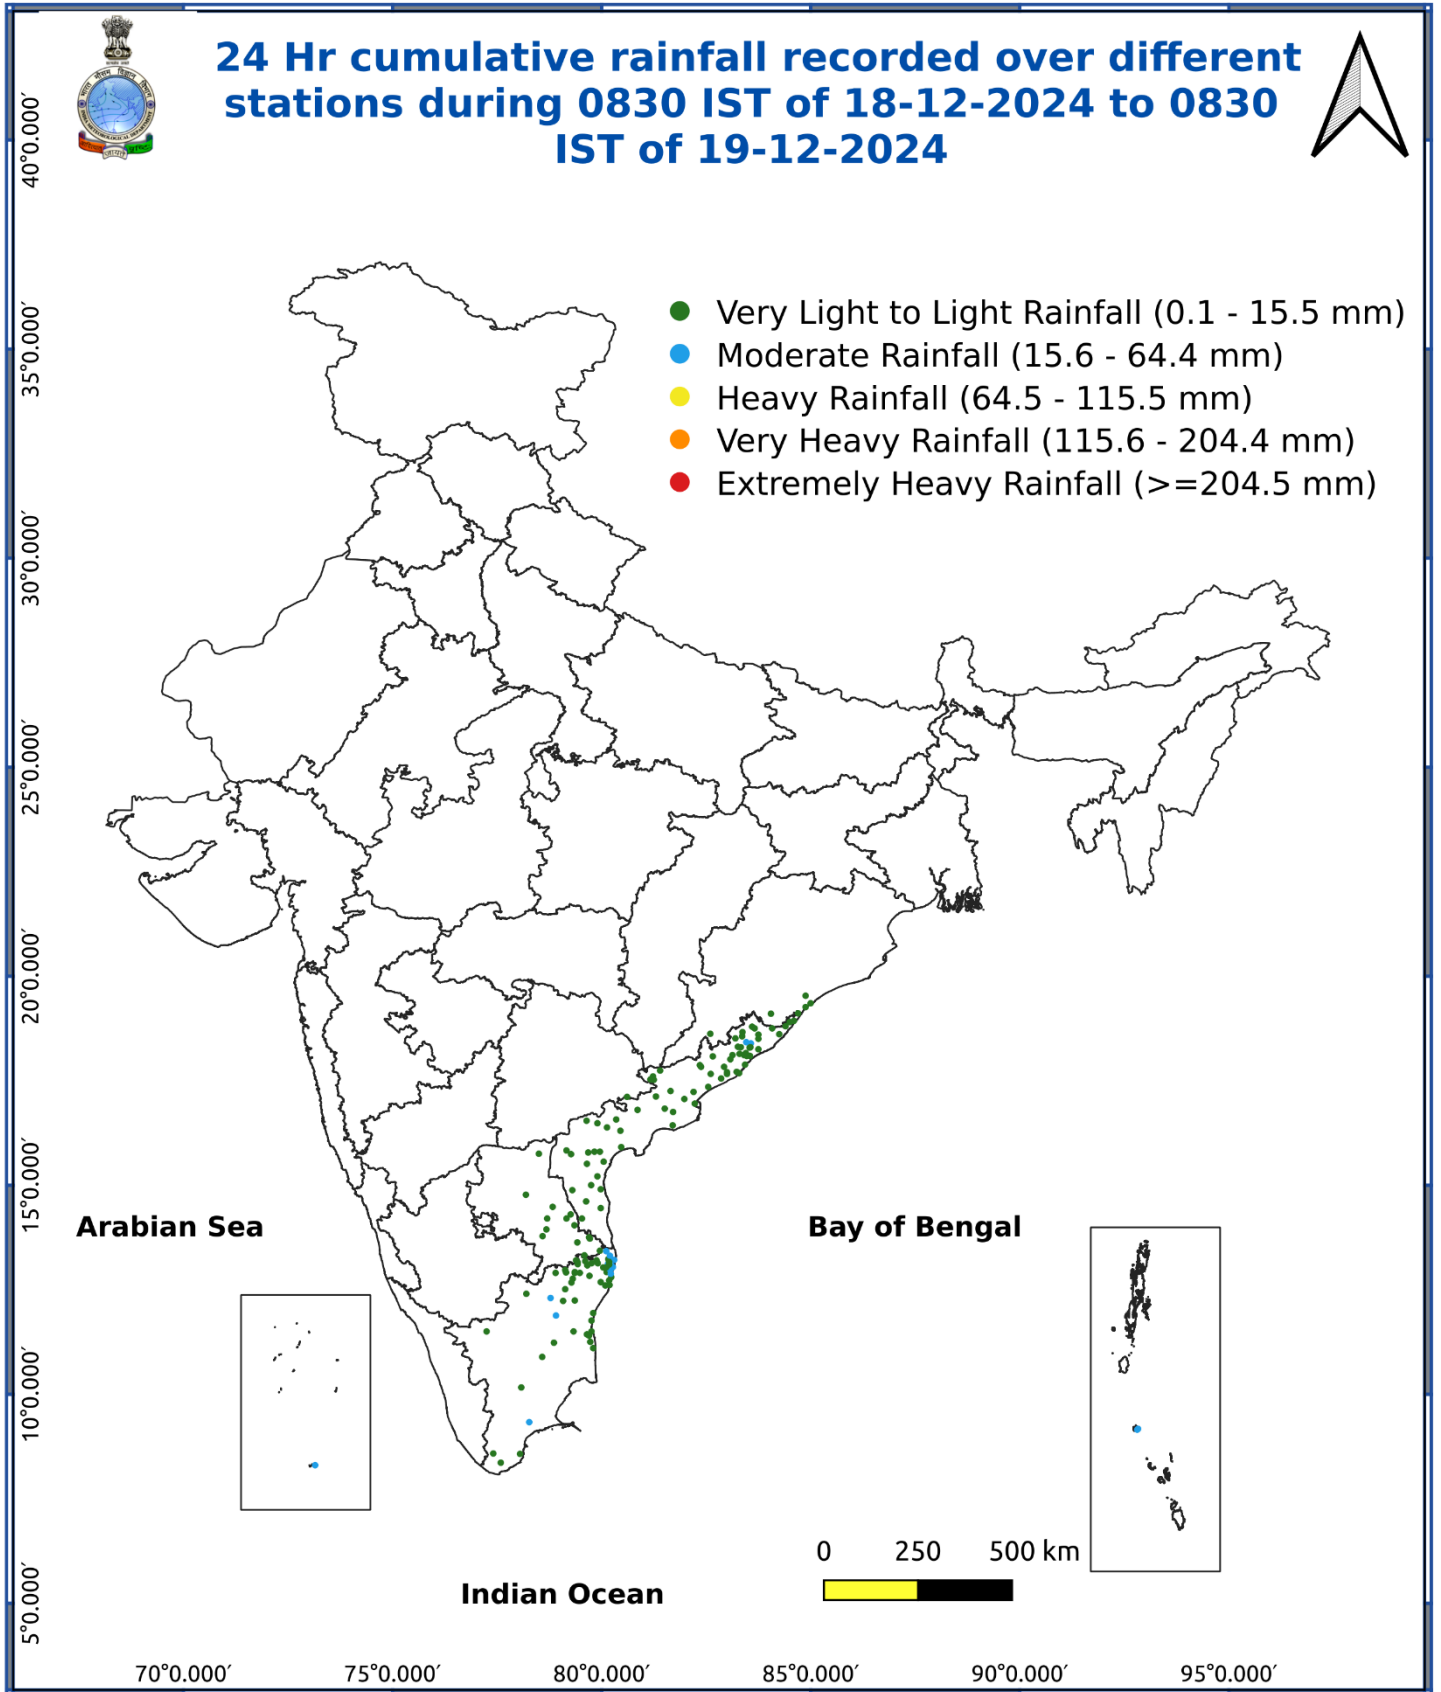 24 Hr cumulative rainfall recorded over different
stations during 0830 IST of 18-12-2024 to 0830
IST of 19-12-2024
Very Light to Light Rainfall (0.1 - 15.5 mm)
Moderate Rainfall (15.6 - 64.4 mm)
Heavy Rainfall (64.5 - 115.5 mm)
Very Heavy Rainfall (115.6 - 204.4 mm)
Extremely Heavy Rainfall (>=204.5 mm)
40°0.000′
35°0.000′
30°0.000′
25°0.000′
20°0.000′
15°0.000′
10°0.000′
5°0.000′
Arabian Sea
Bay of Bengal
Indian Ocean
0 250 500 km
70°0.000′ 75°0.000′ 80°0.000′ 85°0.000′ 90°0.000′ 95°0.000′